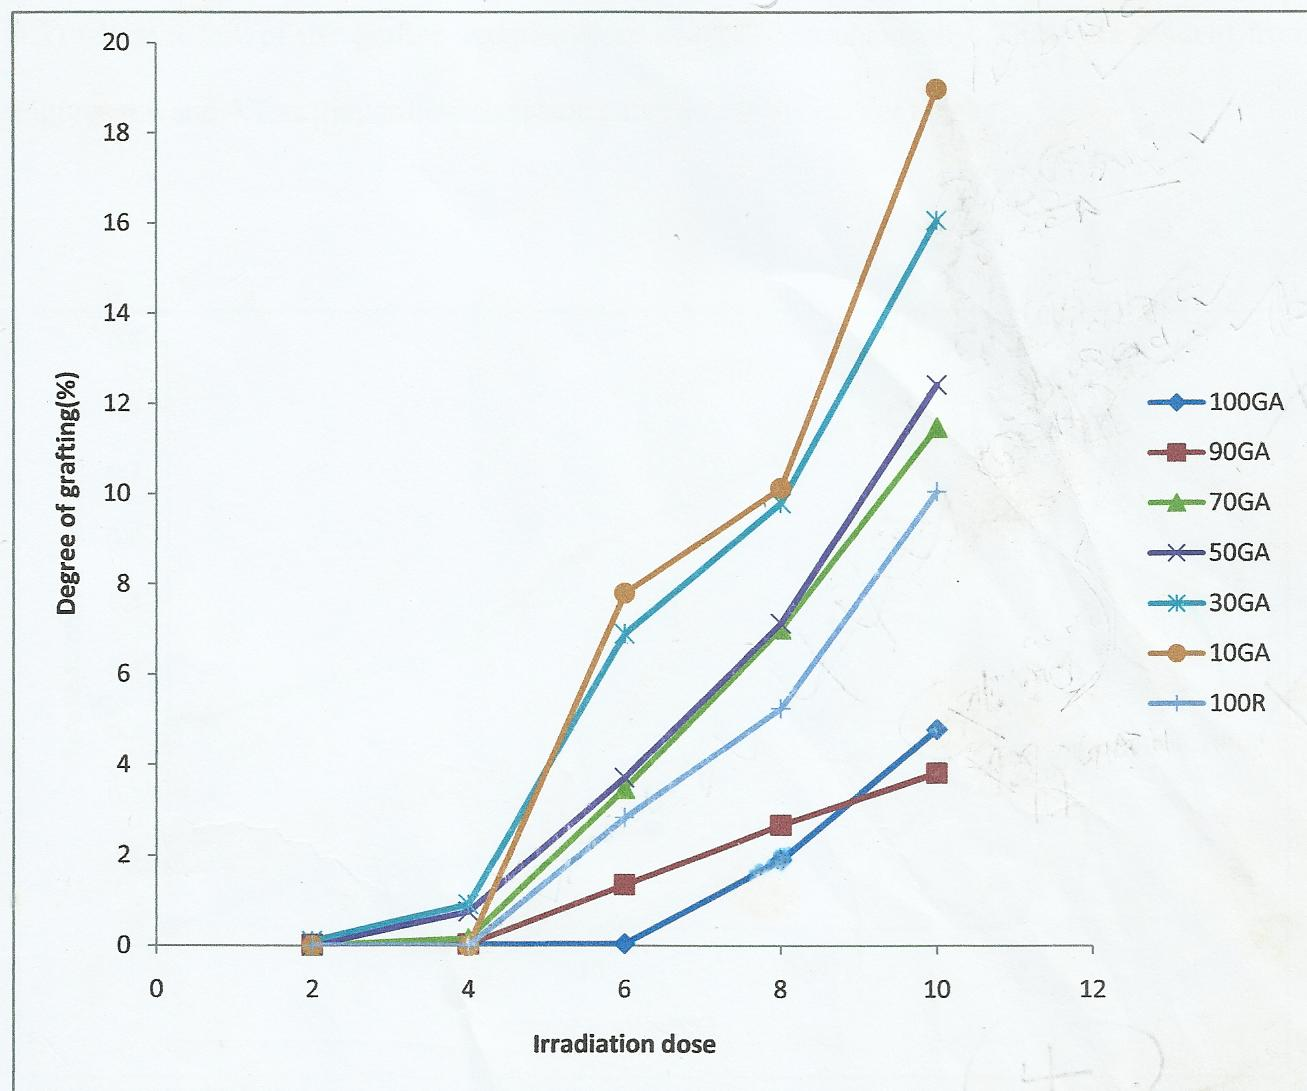 20
18
16
14
12
10
8
6
4
2
0
Degree of grafting(%)
0 2 4 6 8 10 12
Irradiation dose
100GA
90GA
70GA
50GA
30GA
10GA
100R